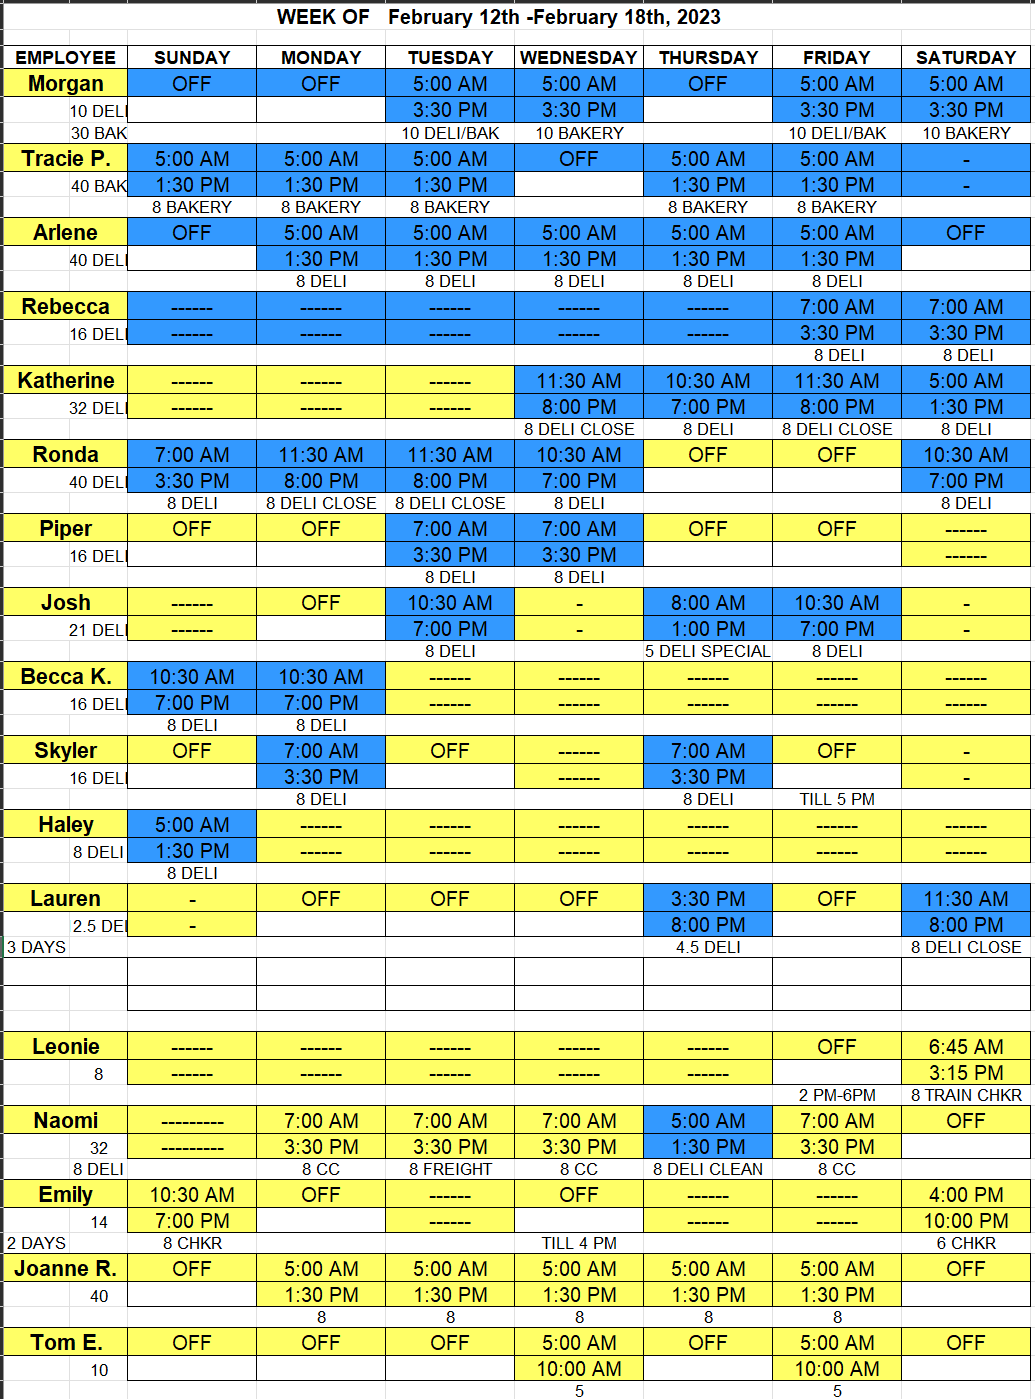 WEEK OF February 12th -February 18th, 2023
EMPLOYEE SUNDAY MONDAY TUESDAY WEDNESDAY THURSDAY FRIDAY SATURDAY
Morgan OFF OFF 5:00 AM 5:00 AM OFF 5:00 AM 5:00 AM
10 DELI 3:30 PM 3:30 PM 3:30 PM 3:30 PM
30 BAK 10 DELI/BAK 10 BAKERY 10 DELI/BAK 10 BAKERY
Tracie P. 5:00 AM 5:00 AM 5:00 AM OFF 5:00 AM 5:00 AM -
40 BAK 1:30 PM 1:30 PM 1:30 PM 1:30 PM 1:30 PM -
8 BAKERY 8 BAKERY 8 BAKERY 8 BAKERY 8 BAKERY
Arlene OFF 5:00 AM 5:00 AM 5:00 AM 5:00 AM 5:00 AM OFF
40 DELI 1:30 PM 1:30 PM 1:30 PM 1:30 PM 1:30 PM
8 DELI 8 DELI 8 DELI 8 DELI 8 DELI
Rebecca ------ ------ ------ ------ ------ 7:00 AM 7:00 AM
16 DELI ------ ------ ------ ------ ------ 3:30 PM 3:30 PM
8 DELI 8 DELI
Katherine ------ ------ ------ 11:30 AM 10:30 AM 11:30 AM 5:00 AM
32 DELI ------ ------ ------ 8:00 PM 7:00 PM 8:00 PM 1:30 PM
8 DELI CLOSE 8 DELI 8 DELI CLOSE 8 DELI
Ronda 7:00 AM 11:30 AM 11:30 AM 10:30 AM OFF OFF 10:30 AM
40 DELI 3:30 PM 8:00 PM 8:00 PM 7:00 PM 7:00 PM
8 DELI 8 DELI CLOSE 8 DELI CLOSE 8 DELI 8 DELI
Piper OFF OFF 7:00 AM 7:00 AM OFF OFF ------
16 DELI 3:30 PM 3:30 PM ------
8 DELI 8 DELI
Josh ------ OFF 10:30 AM - 8:00 AM 10:30 AM -
21 DELI ------ 7:00 PM - 1:00 PM 7:00 PM -
8 DELI 5 DELI SPECIAL 8 DELI
Becca K. 10:30 AM 10:30 AM ------ ------ ------ ------ ------
16 DELI 7:00 PM 7:00 PM ------ ------ ------ ------ ------
8 DELI 8 DELI
Skyler OFF 7:00 AM OFF ------ 7:00 AM OFF -
16 DELI 3:30 PM ------ 3:30 PM -
8 DELI 8 DELI TILL 5 PM
Haley 5:00 AM ------ ------ ------ ------ ------ ------
8 DELI 1:30 PM ------ ------ ------ ------ ------ ------
8 DELI
Lauren - OFF OFF OFF 3:30 PM OFF 11:30 AM
2.5 DEI - 8:00 PM 8:00 PM
3 DAYS 4.5 DELI 8 DELI CLOSE
Leonie ------ ------ ------ ------ ------ OFF 6:45 AM
8 ------ ------ ------ ------ ------ 3:15 PM
2 PM-6PM 8 TRAIN CHKR
Naomi --------- 7:00 AM 7:00 AM 7:00 AM 5:00 AM 7:00 AM OFF
32 --------- 3:30 PM 3:30 PM 3:30 PM 1:30 PM 3:30 PM
8 DELI 8 CC 8 FREIGHT 8 CC 8 DELI CLEAN 8 CC
Emily 10:30 AM OFF ------ OFF ------ ------ 4:00 PM
14 7:00 PM ------ ------ ------ 10:00 PM
2 DAYS 8 CHKR TILL 4 PM 6 CHKR
Joanne R. OFF 5:00 AM 5:00 AM 5:00 AM 5:00 AM 5:00 AM OFF
40 1:30 PM 1:30 PM 1:30 PM 1:30 PM 1:30 PM
8 8 8 8 8
Tom E. OFF OFF OFF 5:00 AM OFF 5:00 AM OFF
10 10:00 AM 10:00 AM
5 5